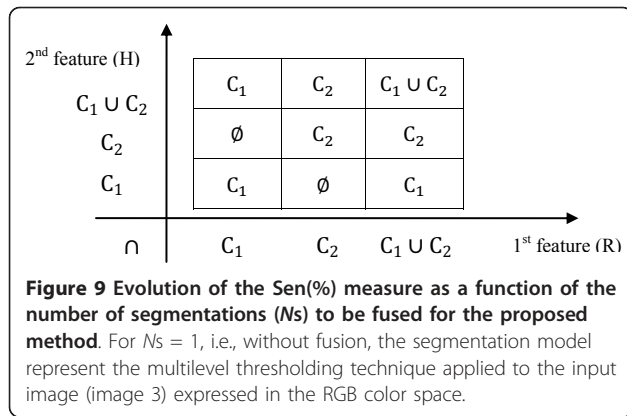 2nd feature (H)
C₁ ∪ C₂ C₁ C₂ C₁ ∪ C₂
C₂ ∅ C₂ C₂
C₁ C₁ ∅ C₁
∩ C₁ C₂ C₁ ∪ C₂ 1st feature (R)
Figure 9 Evolution of the Sen(%) measure as a function of the
number of segmentations (Ns) to be fused for the proposed
method. For Ns = 1, i.e., without fusion, the segmentation model
represent the multilevel thresholding technique applied to the input
image (image 3) expressed in the RGB color space.